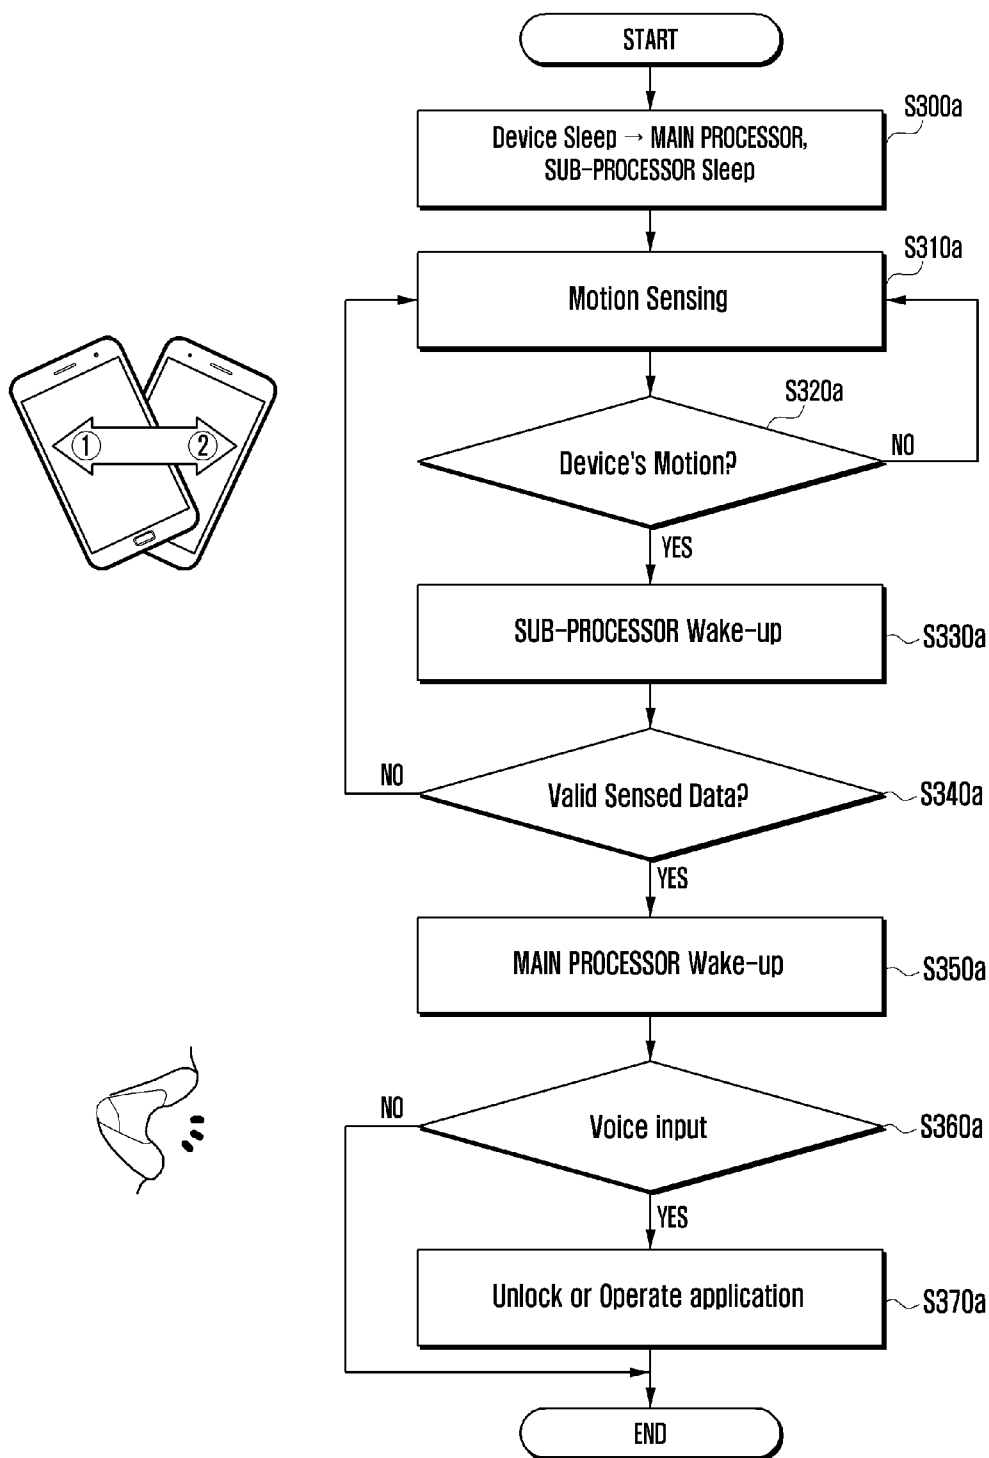 START
S300a
Device Sleep → MAIN PROCESSOR,
SUB-PROCESSOR Sleep
S310a
Motion Sensing
S320a
1 2
Device's Motion?
NO
YES
SUB-PROCESSOR Wake-up
S330a
NO
Valid Sensed Data?
S340a
YES
MAIN PROCESSOR Wake-up
S350a
NO
Voice input
S360a
YES
Unlock or Operate application
S370a
END